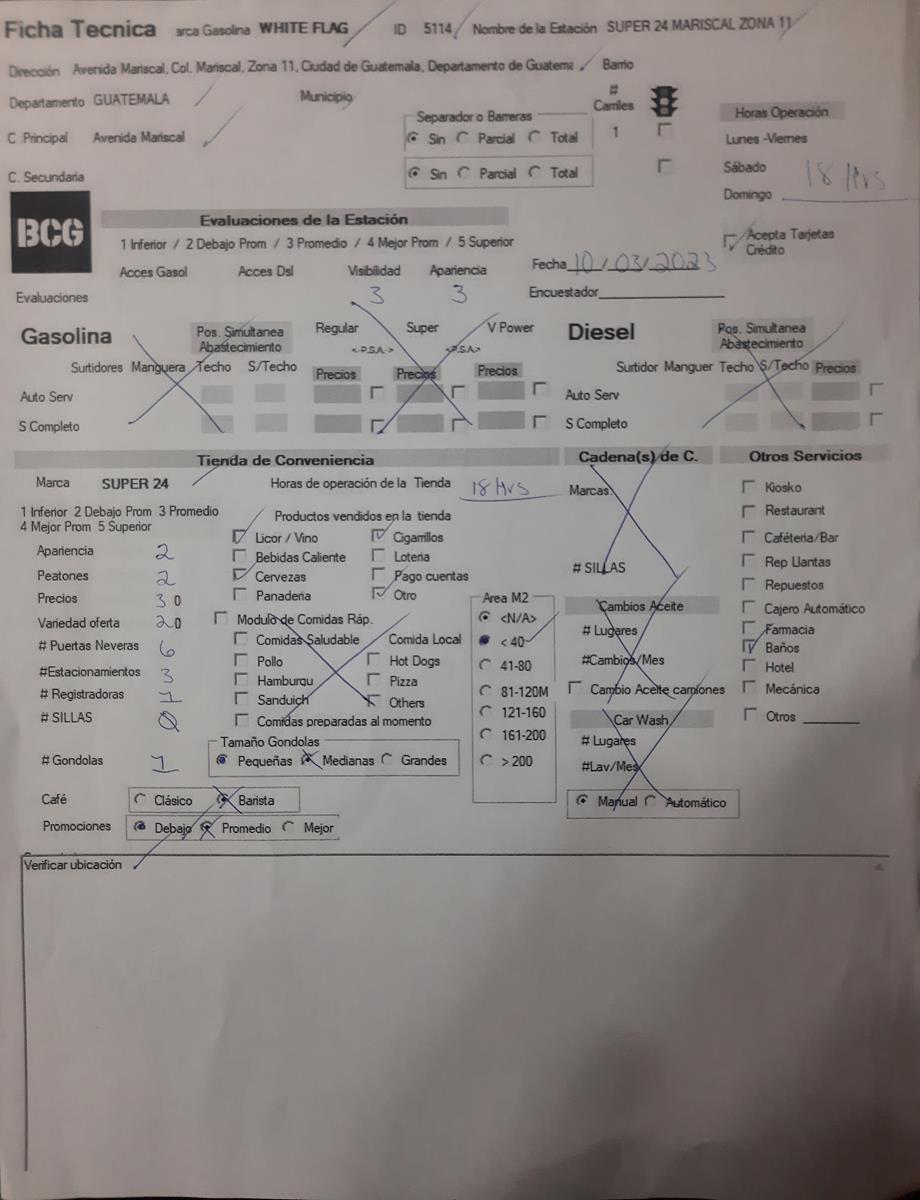 Ficha Tecnica arca Gasolina WHITE FLAG ID 5114 Nombre de la Estación SUPER 24 MARISCAL ZONA 11
Dirección Avenida Mariscal, Col. Mariscal, Zona 11, Ciudad de Guatemala, Departamento de Guatema Barrio
Departamento GUATEMALA Municipio
# Carriles
Separador o Barreras
C Principal Avenida Mariscal Sin Parcial Total 1
C. Secundaria Sin Parcial Total
Horas Operación
Lunes -Viernes
Sábado 18 Hrs
Domingo
BCG
Evaluaciones de la Estación
1 Inferior / 2 Debajo Prom / 3 Promedio / 4 Mejor Prom / 5 Superior
Acepta Tarjetas Crédito
Acces Gasol Acces Dsl Visibilidad Apariencia
Fecha 10/03/2023
Evaluaciones 3 3
Encuestador
Gasolina
Pos. Simultanea
Abastecimiento
Regular Super V Power
<.P.S.A.> <.P.S.A.>
Surtidores Manguera Techo S/Techo Precios Precios Precios
Auto Serv
S Completo
Diesel
Pos. Simultanea
Abastecimiento
Surtidor Manguer Techo S/Techo Precios
Auto Serv
S Completo
Tienda de Conveniencia
Marca SUPER 24 Horas de operación de la Tienda 18 Hrs
1 Inferior 2 Debajo Prom 3 Promedio
4 Mejor Prom 5 Superior
Apariencia 2
Peatones 2
Precios 3 0
Variedad oferta 2 0
# Puertas Neveras 6
#Estacionamientos 3
# Registradoras 1
# SILLAS 0
# Gondolas 1
Productos vendidos en la tienda
Licor / Vino Cigarrillos
Bebidas Caliente Loteria
Cervezas Pago cuentas
Panaderia Otro
Modulo de Comidas Ráp.
Comidas Saludable Comida Local
Pollo Hot Dogs
Hamburgu Pizza
Sanduich Others
Comidas preparadas al momento
Tamaño Gondolas
Pequeñas Medianas Grandes
Area M2
<N/A>
< 40
41-80
81-120M
121-160
161-200
> 200
Café Clásico Barista
Promociones Debajo Promedio Mejor
Cadena(s) de C.
Marcas:
# SILLAS
Cambios Aceite
# Lugares
#Cambios/Mes
Cambio Aceite camiones
Car Wash
# Lugares
#Lav/Mes
Manual Automático
Otros Servicios
Kiosko
Restaurant
Caféteria/Bar
Rep Llantas
Repuestos
Cajero Automático
Farmacia
Baños
Hotel
Mecánica
Otros
Verificar ubicación